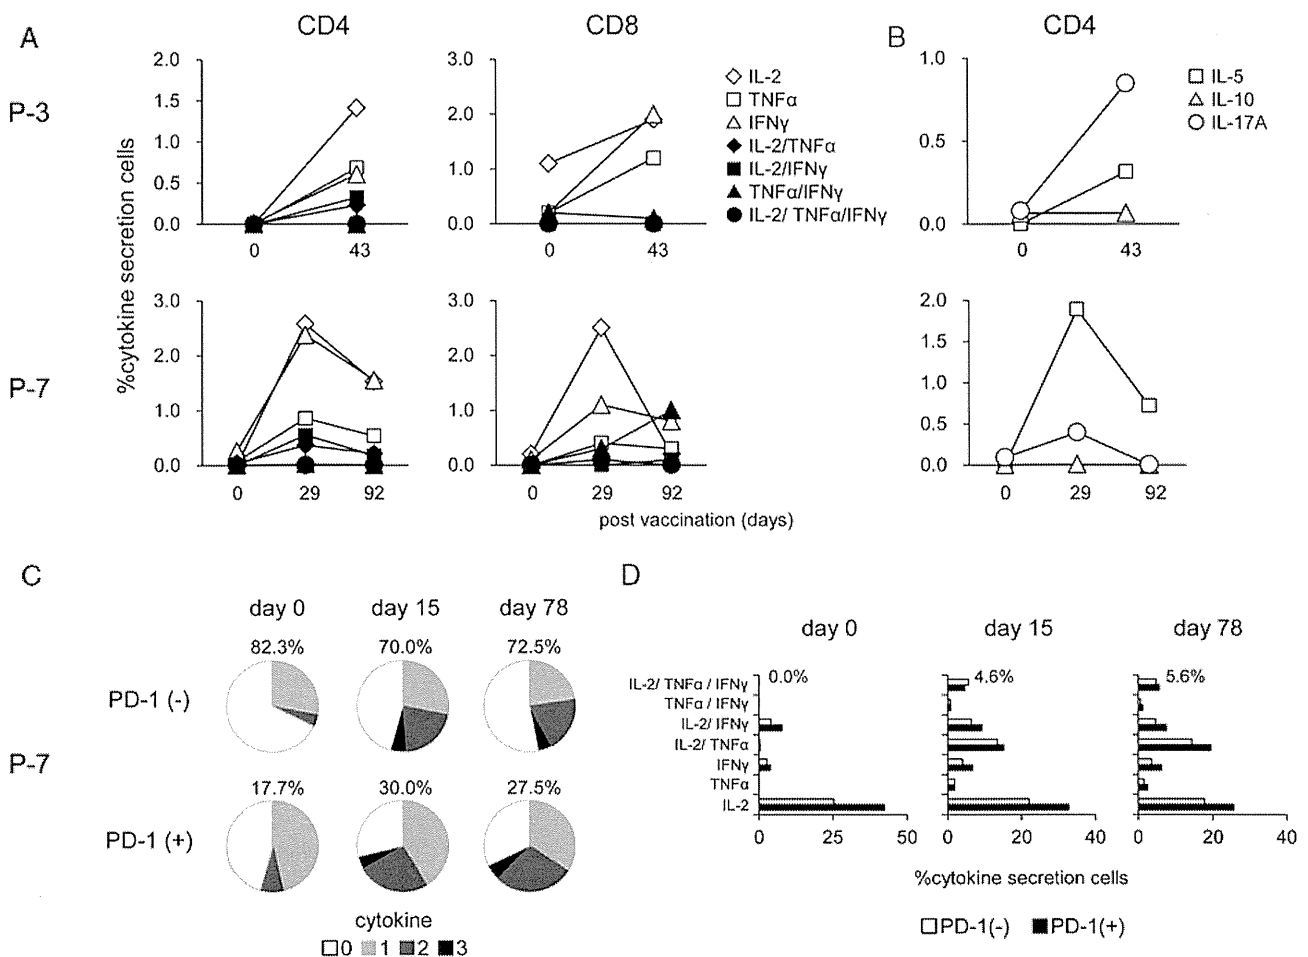 A
CD4
CD8
B
CD4
P-3
%cytokine secretion cells
2.0
1.5
1.0
0.5
0.0
0
43
3.0
2.0
1.0
0.0
0
43
IL-2
TNFα
IFNγ
IL-2/TNFα
IL-2/IFNγ
TNFα/IFNγ
IL-2/ TNFα/IFNγ
1.0
0.5
0.0
0
43
IL-5
IL-10
IL-17A
P-7
3.0
2.0
1.0
0.0
0
29
92
3.0
2.0
1.0
0.0
0
29
92
2.0
1.5
1.0
0.5
0.0
0
29
92
post vaccination (days)
C
day 0
day 15
day 78
82.3%
70.0%
72.5%
PD-1 (-)
P-7
17.7%
30.0%
27.5%
PD-1 (+)
cytokine
0
1
2
3
D
day 0
day 15
day 78
IL-2/ TNFα / IFNγ
TNFα / IFNγ
IL-2/ IFNγ
IL-2/ TNFα
IFNγ
TNFα
IL-2
0.0%
4.6%
5.6%
0
25
50
0
20
40
0
20
40
%cytokine secretion cells
PD-1(-)
PD-1(+)